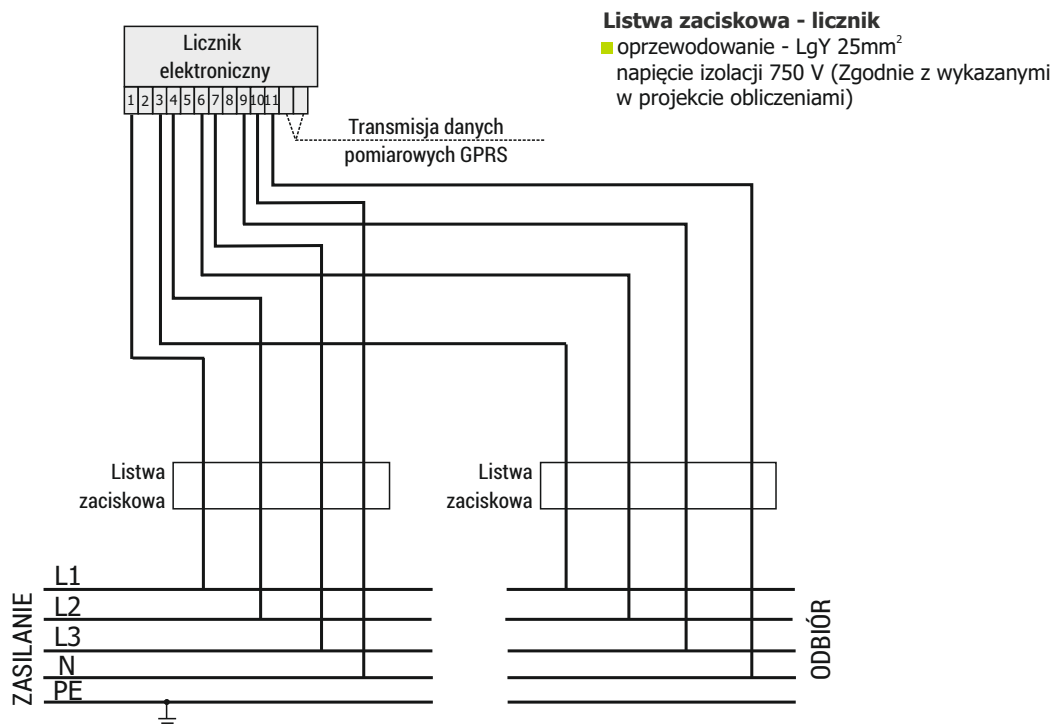 Listwa zaciskowa - licznik
oprzewodowanie - LgY 25mm²
napięcie izolacji 750 V (Zgodnie z wykazanymi
w projekcie obliczeniami)
Licznik
elektroniczny
1 2 3 4 5 6 7 8 9 10 11
Transmisja danych
pomiarowych GPRS
Listwa
zaciskowa
Listwa
zaciskowa
ZASILANIE
L1
L2
L3
N
PE
ODBIÓR